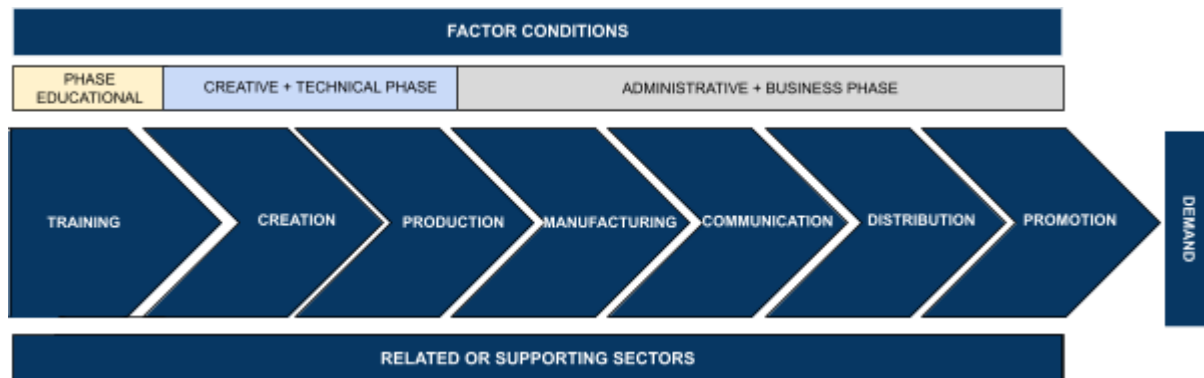 FACTOR CONDITIONS
PHASE
EDUCATIONAL
CREATIVE + TECHNICAL PHASE
ADMINISTRATIVE + BUSINESS PHASE
TRAINING
CREATION
PRODUCTION
MANUFACTURING
COMMUNICATION
DISTRIBUTION
PROMOTION
DEMAND
RELATED OR SUPPORTING SECTORS